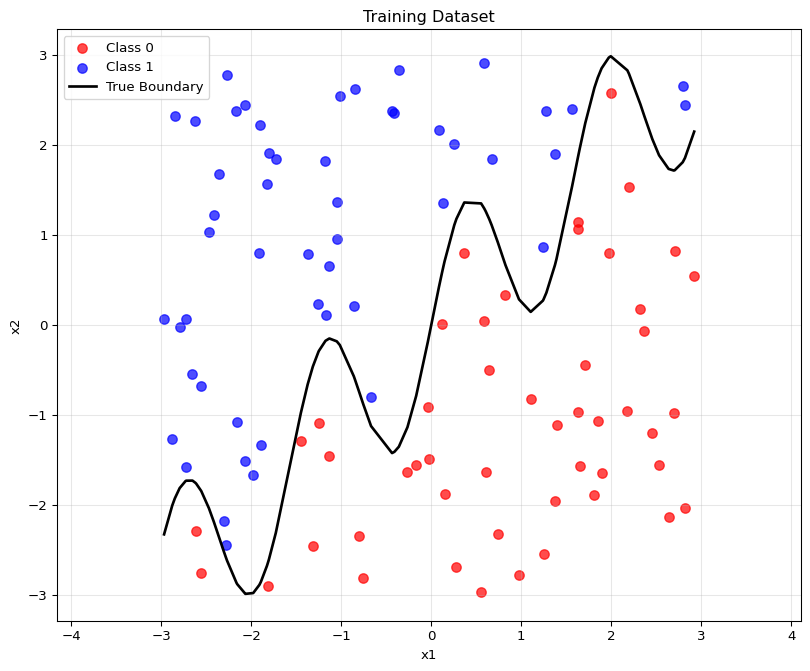 Training Dataset
Class 0
Class 1
True Boundary
3
2
1
0
−1
−2
−3
x2
−4 −3 −2 −1 0 1 2 3 4
x1